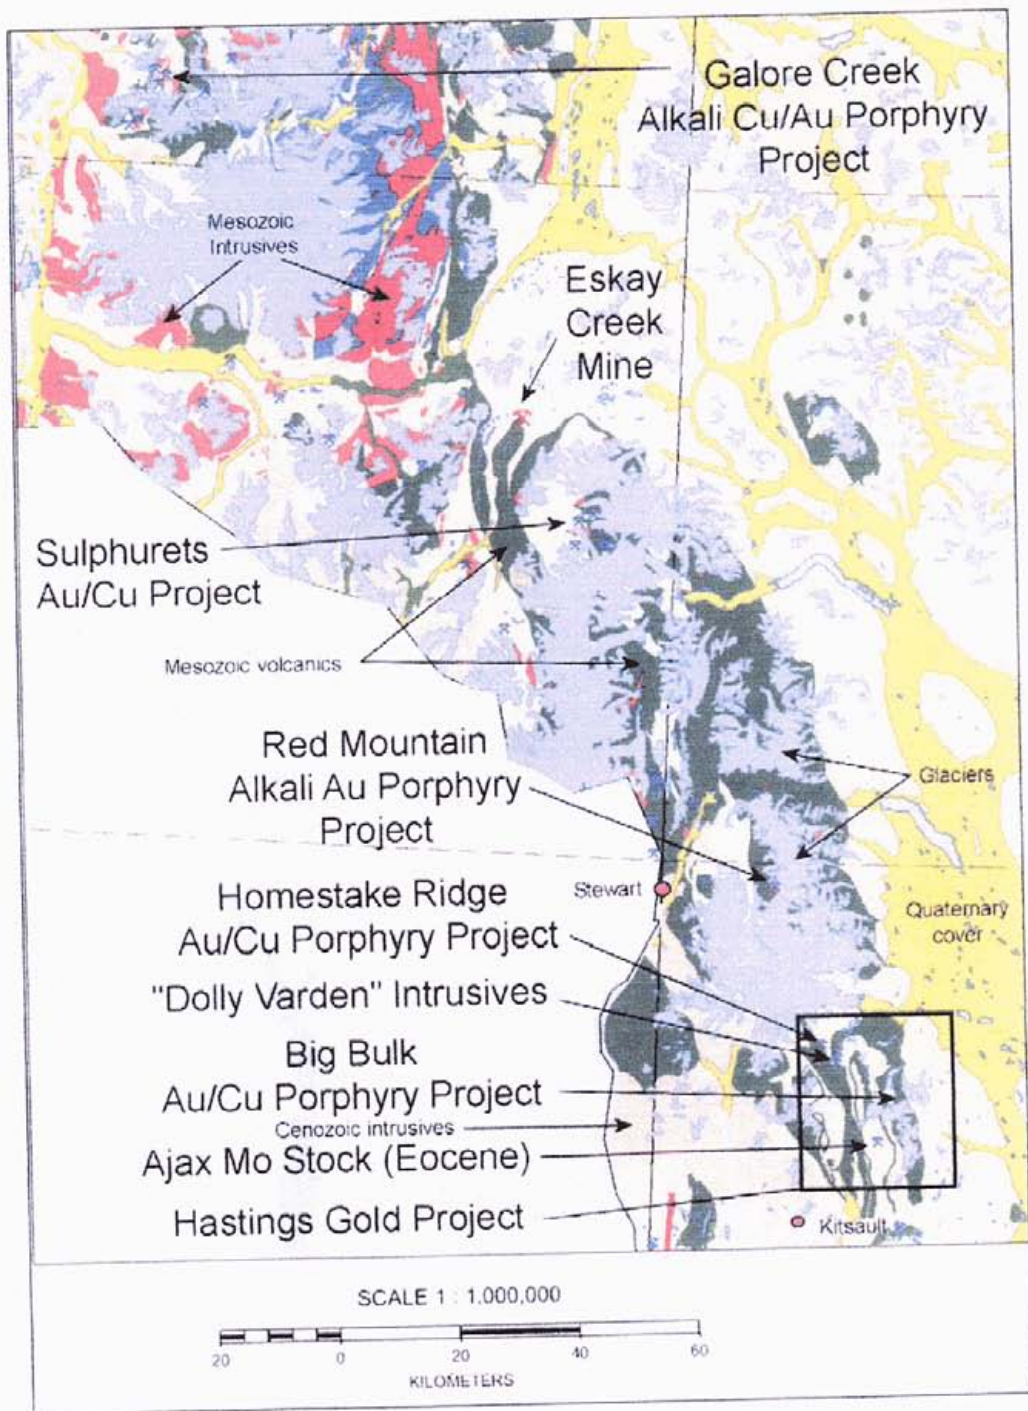 Galore Creek
Alkali Cu/Au Porphyry
Project
Mesozoic
Intrusives
Eskay
Creek
Mine
Sulphurets
Au/Cu Project
Mesozoic volcanics
Red Mountain
Alkali Au Porphyry
Project
Glaciers
Stewart
Homestake Ridge
Au/Cu Porphyry Project
Quaternary
cover
"Dolly Varden" Intrusives
Big Bulk
Au/Cu Porphyry Project
Cenozoic intrusives
Ajax Mo Stock (Eocene)
Hastings Gold Project
Kitsault
SCALE 1 : 1,000,000
20 0 20 40 60
KILOMETERS